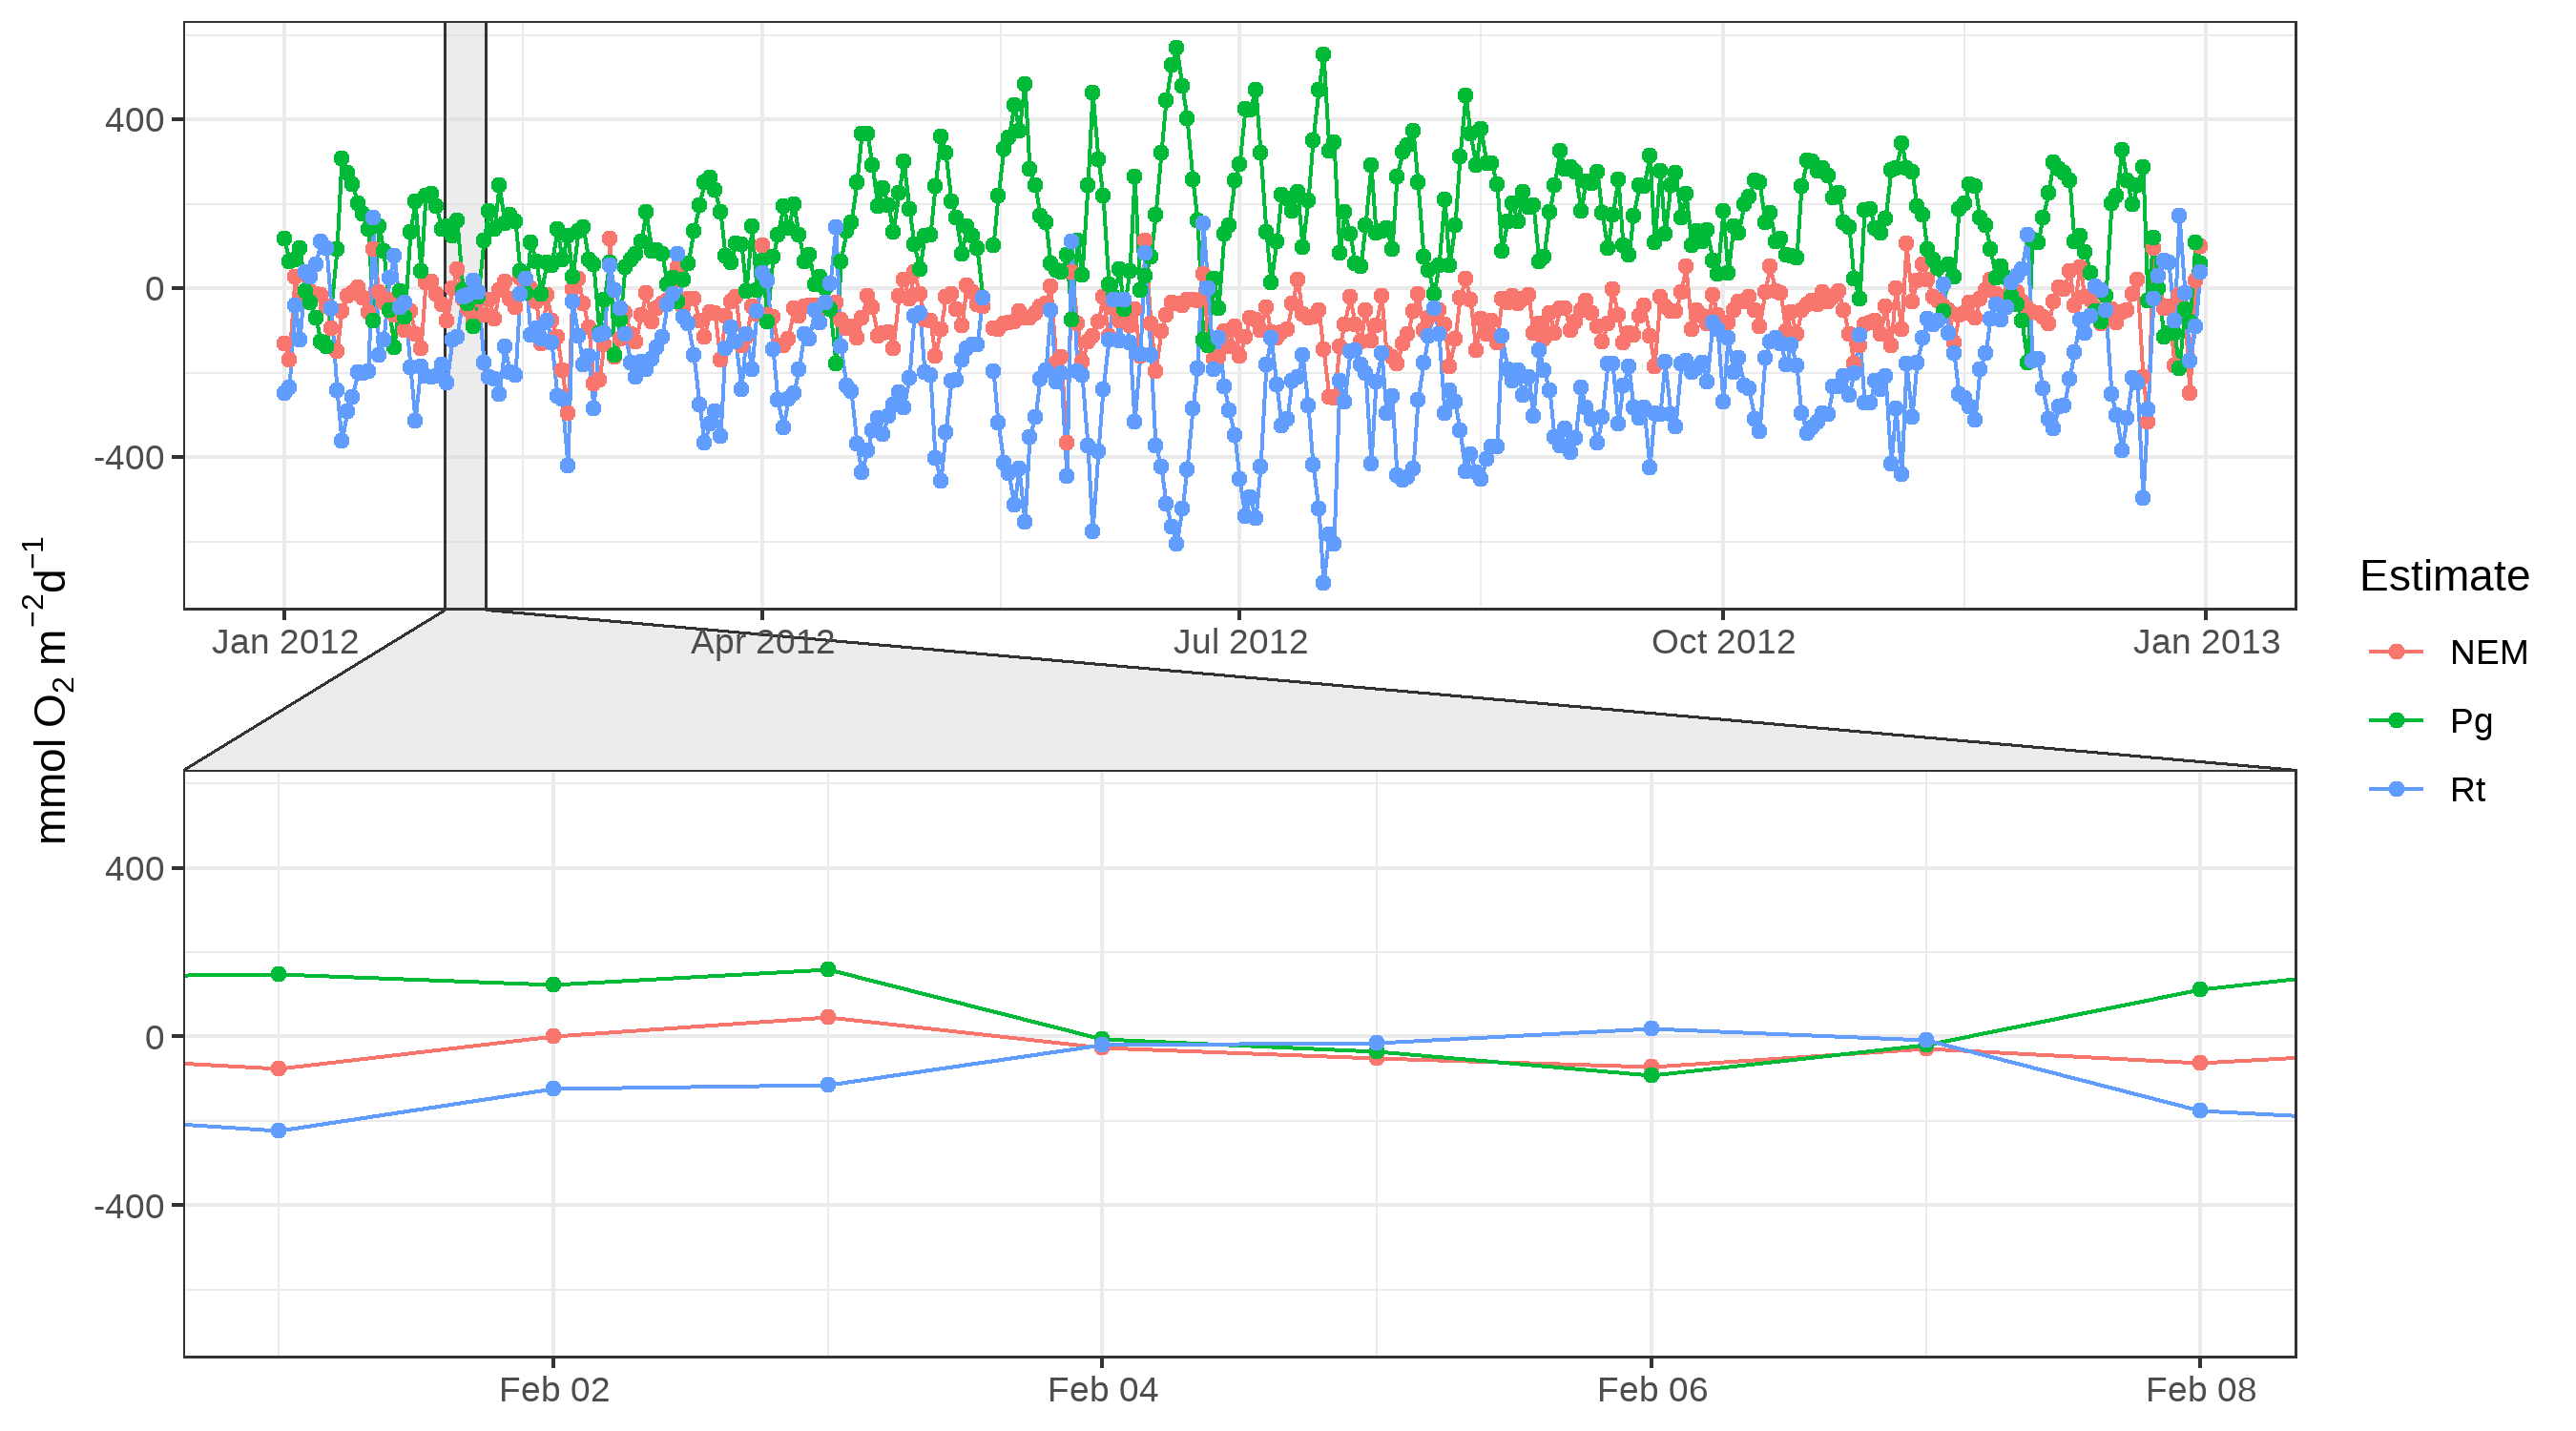 400
0
-400
Jan 2012 Apr 2012 Jul 2012 Oct 2012 Jan 2013
mmol O₂ m⁻²d⁻¹
400
0
-400
Feb 02 Feb 04 Feb 06 Feb 08
Estimate
NEM
Pg
Rt